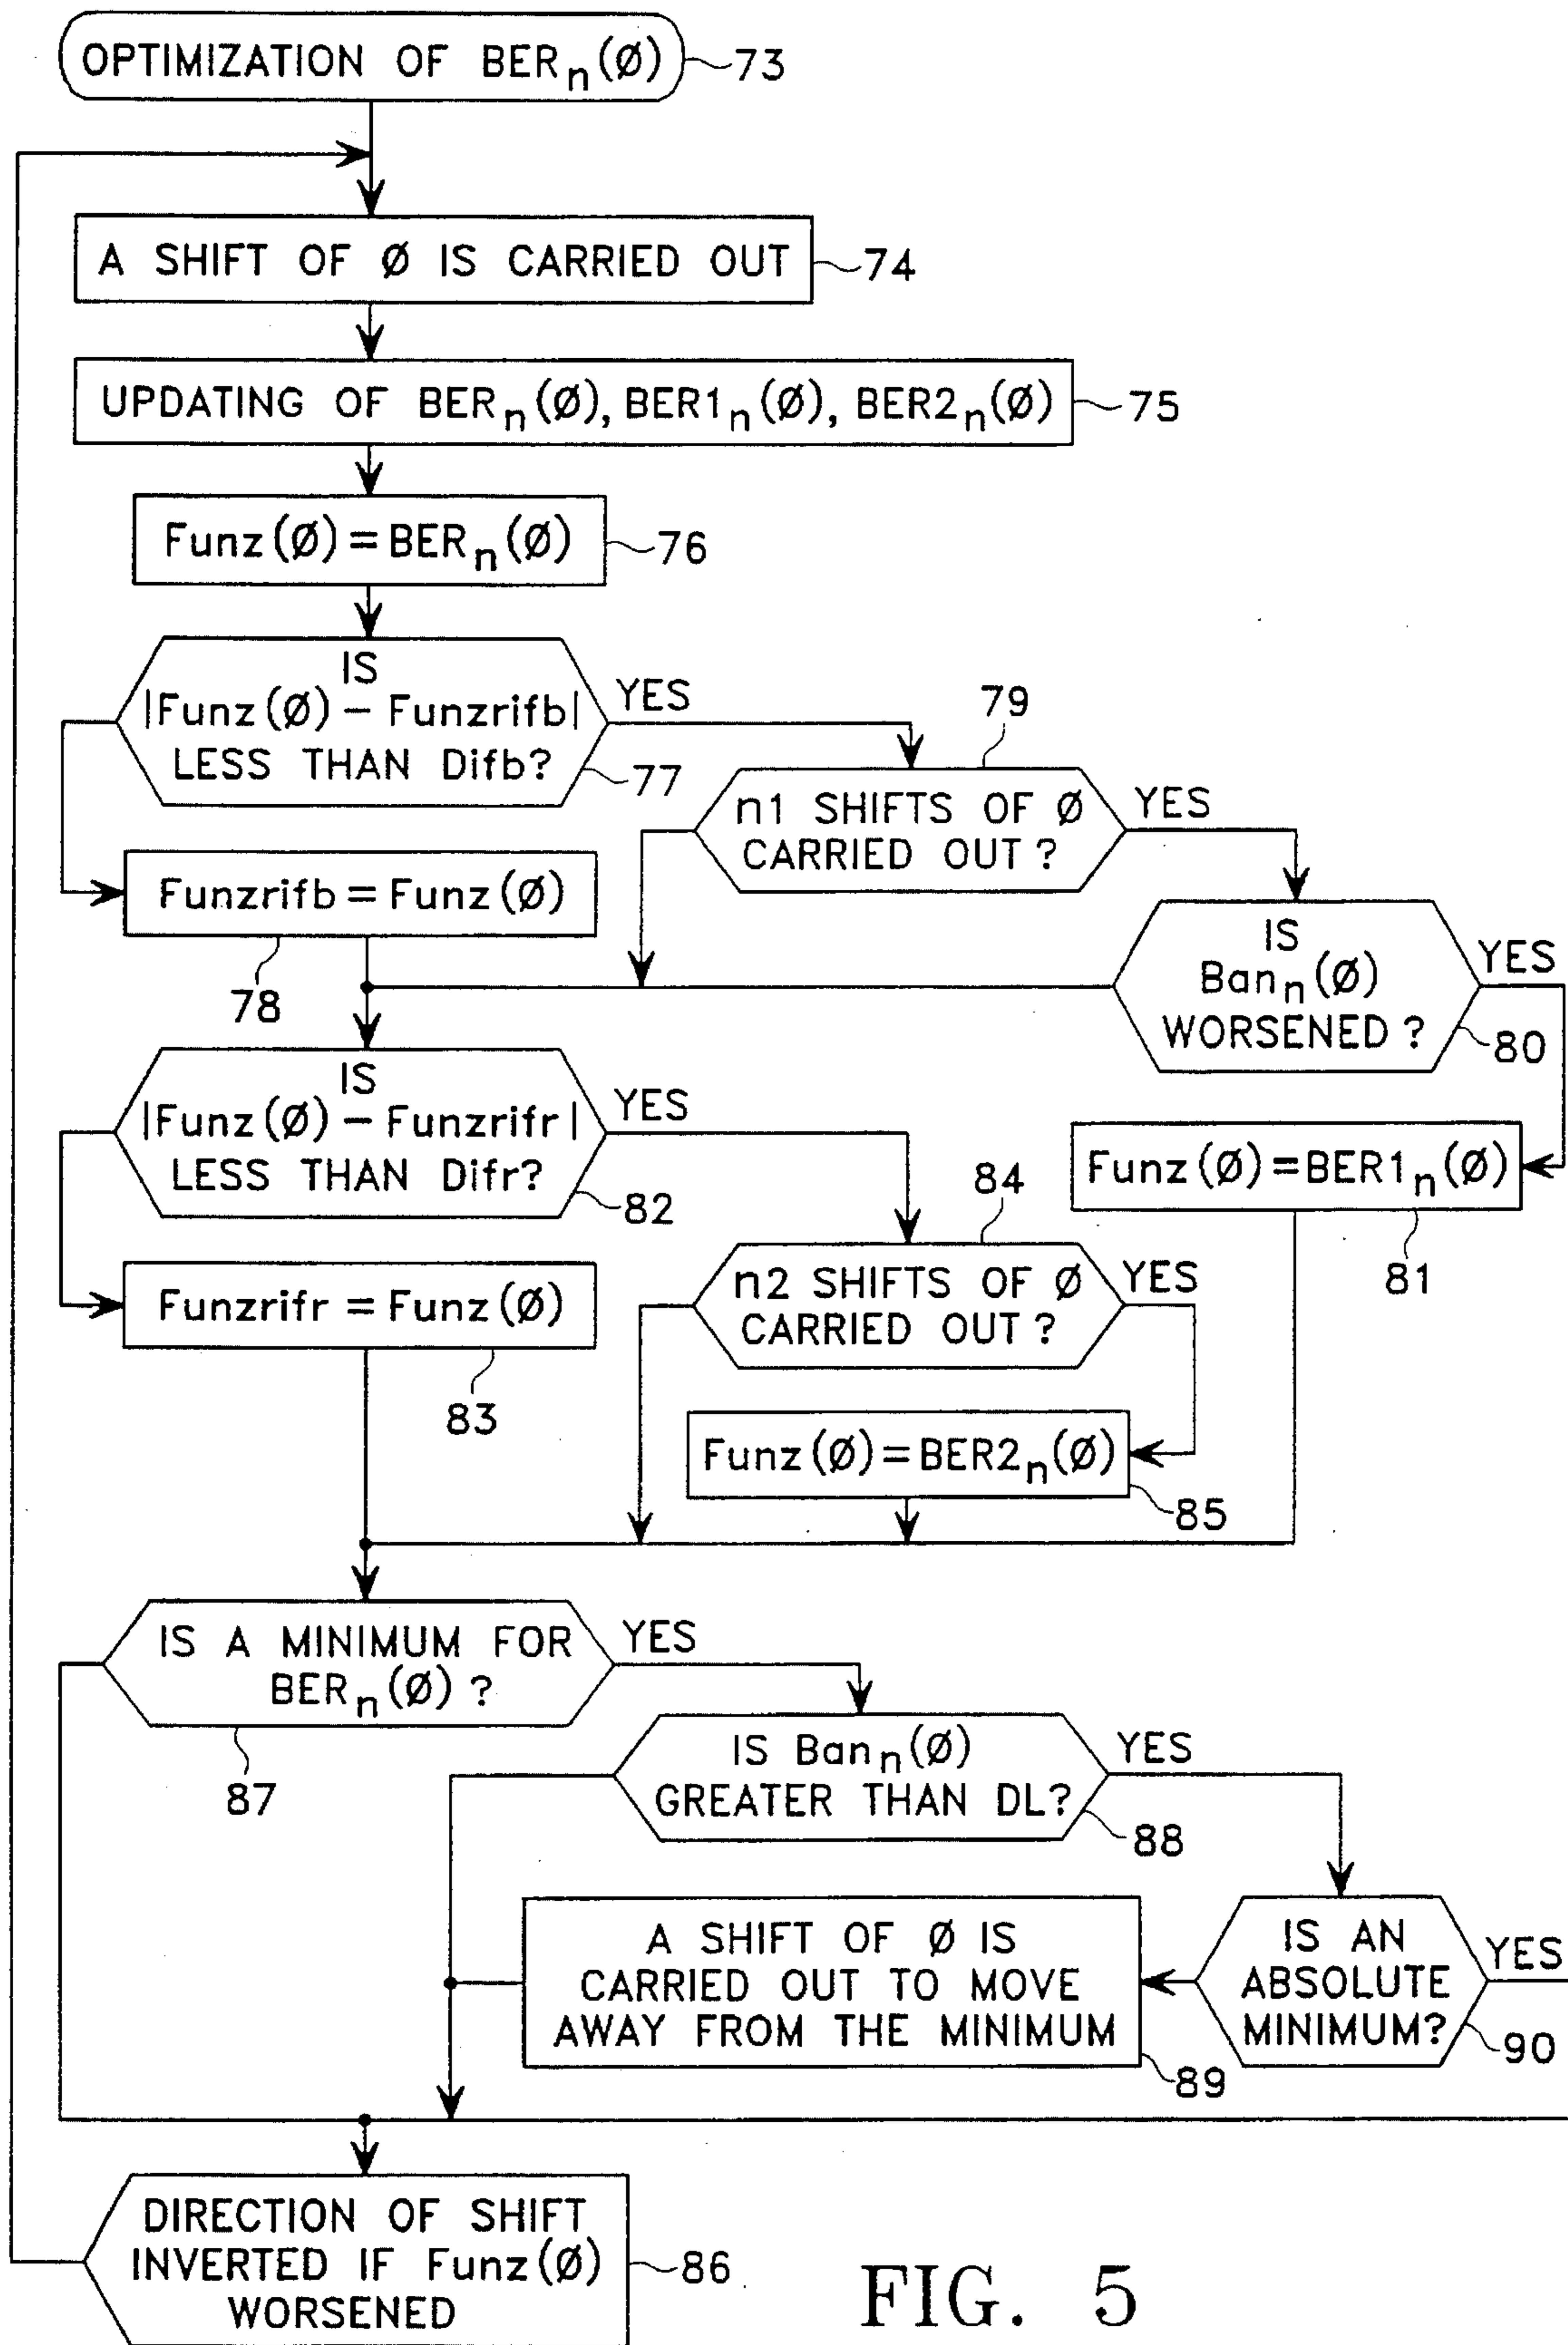 OPTIMIZATION OF BERn(Ø)
73
A SHIFT OF Ø IS CARRIED OUT
74
UPDATING OF BERn(Ø), BER1n(Ø), BER2n(Ø)
75
Funz(Ø) = BERn(Ø)
76
IS
|Funz(Ø) − Funzrifb|
LESS THAN Difb?
YES
77
79
n1 SHIFTS OF Ø
CARRIED OUT?
YES
Funzrifb = Funz(Ø)
78
IS
Bann(Ø)
WORSENED?
YES
80
IS
|Funz(Ø) − Funzrifr|
LESS THAN Difr?
YES
82
Funz(Ø) = BER1n(Ø)
81
84
n2 SHIFTS OF Ø
CARRIED OUT?
YES
Funzrifr = Funz(Ø)
83
Funz(Ø) = BER2n(Ø)
85
IS A MINIMUM FOR
BERn(Ø)?
YES
87
IS Bann(Ø)
GREATER THAN DL?
YES
88
A SHIFT OF Ø IS
CARRIED OUT TO MOVE
AWAY FROM THE MINIMUM
89
IS AN
ABSOLUTE
MINIMUM?
YES
90
DIRECTION OF SHIFT
INVERTED IF Funz(Ø)
WORSENED
86
FIG. 5